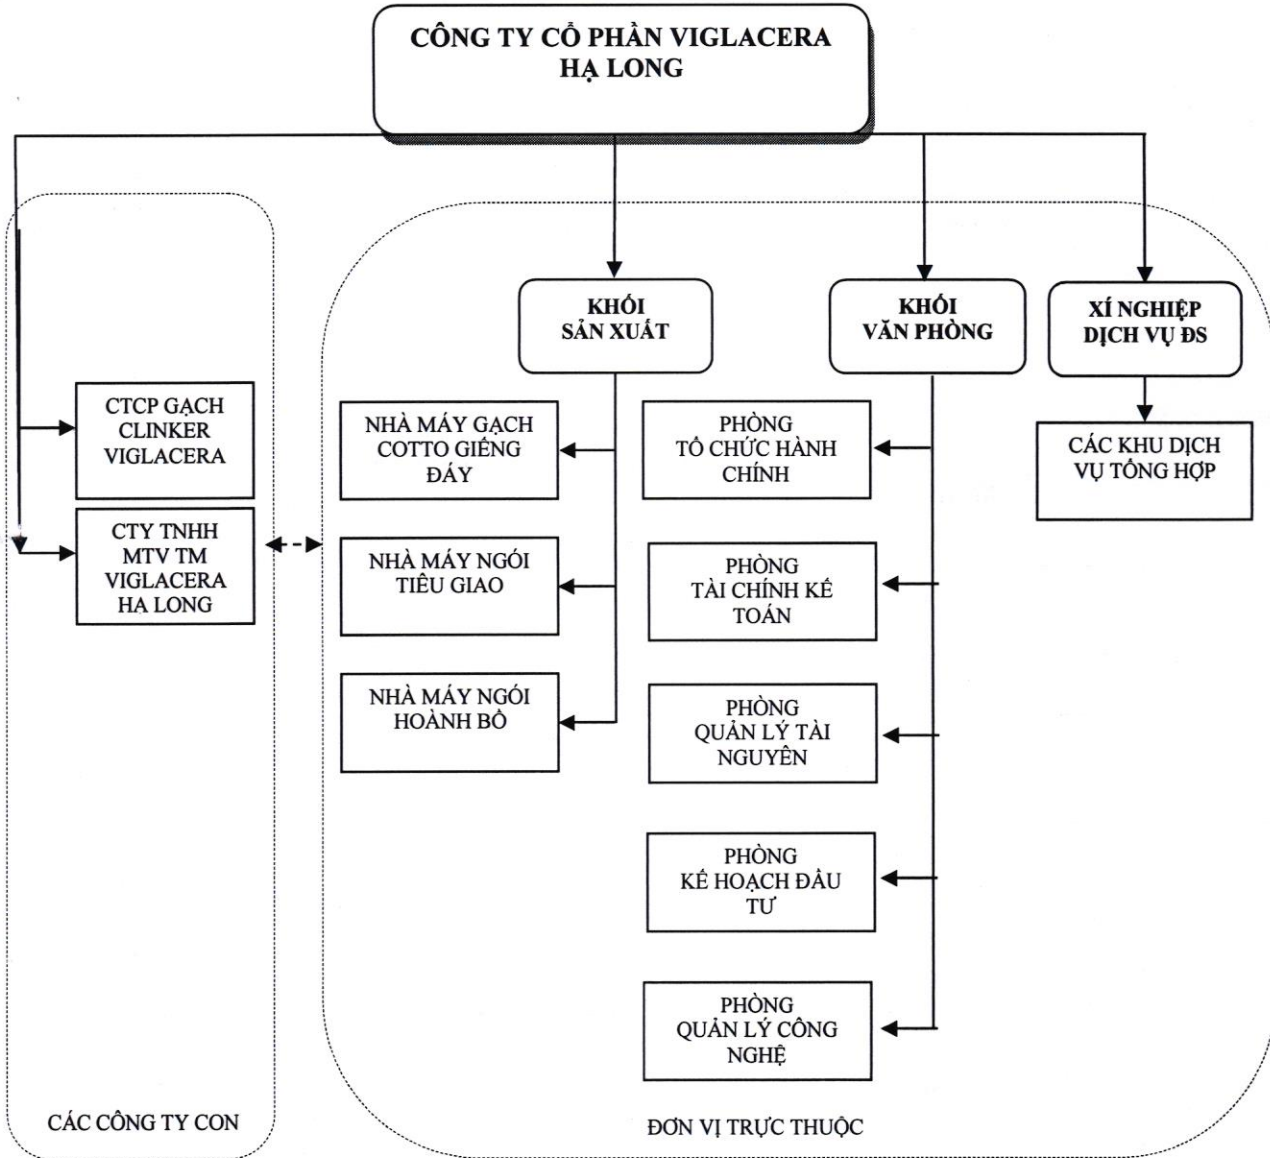 CÔNG TY CỔ PHẦN VIGLACERA
HẠ LONG
KHỐI
SẢN XUẤT
KHỐI
VĂN PHÒNG
XÍ NGHIỆP
DỊCH VỤ ĐS
CTCP GẠCH
CLINKER
VIGLACERA
CTY TNHH
MTV TM
VIGLACERA
HẠ LONG
NHÀ MÁY GẠCH
COTTO GIẾNG
ĐÁY
NHÀ MÁY NGÓI
TIÊU GIAO
NHÀ MÁY NGÓI
HOÀNH BỒ
PHÒNG
TỔ CHỨC HÀNH
CHÍNH
PHÒNG
TÀI CHÍNH KẾ
TOÁN
PHÒNG
QUẢN LÝ TÀI
NGUYÊN
PHÒNG
KẾ HOẠCH ĐẦU
TƯ
PHÒNG
QUẢN LÝ CÔNG
NGHỆ
CÁC KHU DỊCH
VỤ TỔNG HỢP
CÁC CÔNG TY CON
ĐƠN VỊ TRỰC THUỘC